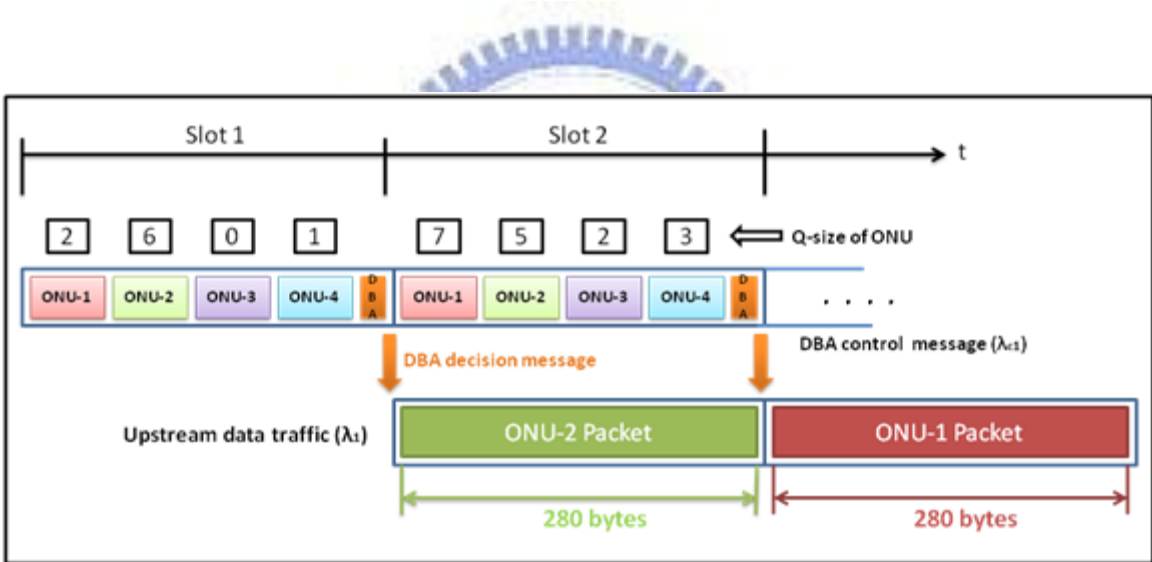 Slot 1 Slot 2
t
2 6 0 1 7 5 2 3 Q-size of ONU
ONU-1 ONU-2 ONU-3 ONU-4 DBA ONU-1 ONU-2 ONU-3 ONU-4 DBA . . . .
DBA control message (λc1)
DBA decision message
Upstream data traffic (λ1) ONU-2 Packet ONU-1 Packet
280 bytes 280 bytes